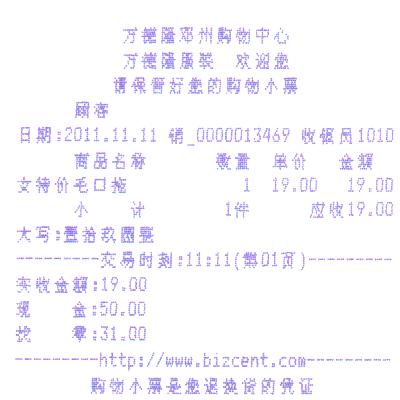 万德隆邓州购物中心
万德隆服装 欢迎您
请保管好您的购物小票
顾客
日期:2011.11.11 销_0000013469 收银员1010
商品名称 数量 单价 金额
女特价毛口拖 1 19.00 19.00
小 计 1件 应收19.00
大写:壹拾玖圆整
---------交易时刻:11:11(第01页)---------
实收金额:19.00
现 金:50.00
找 零:31.00
---------http://www.bizcent.com---------
购物小票是您退换货的凭证